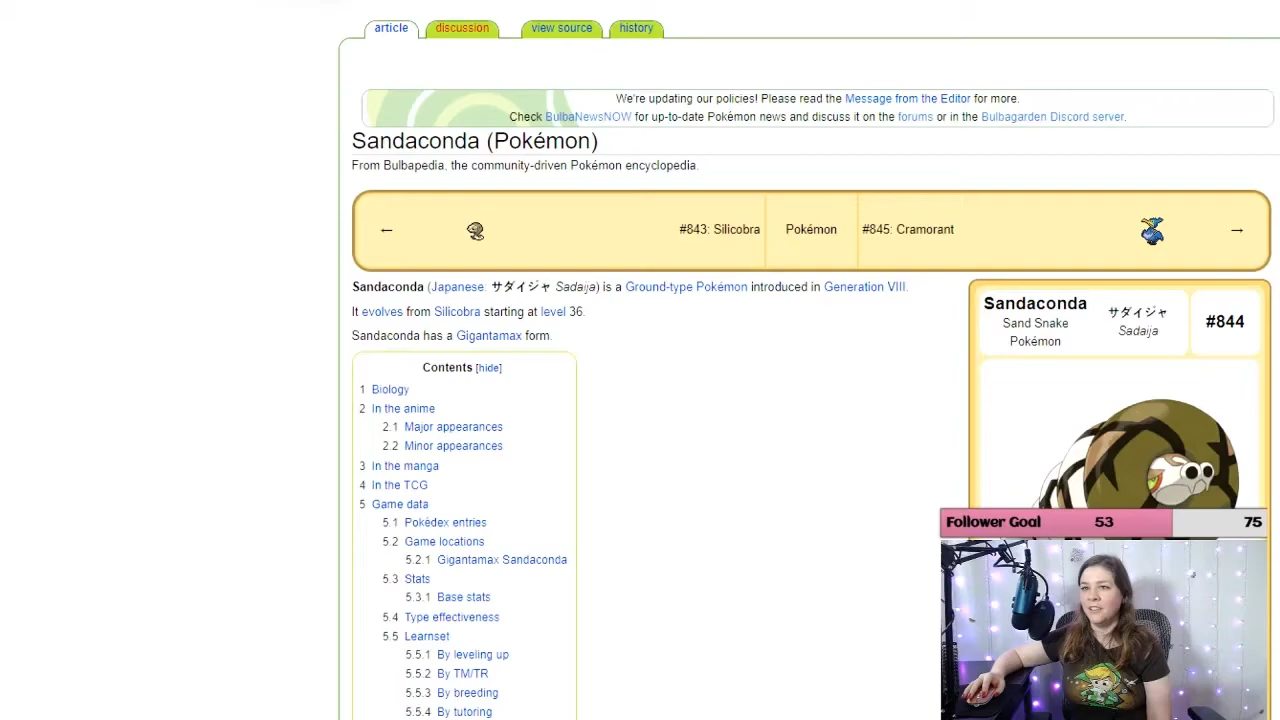 article
discussion
view source
history
We're updating our policies! Please read the Message from the Editor for more.
Check BulbaNewsNOW for up-to-date Pokémon news and discuss it on the forums or in the Bulbagarden Discord server.
Sandaconda (Pokémon)
From Bulbapedia, the community-driven Pokémon encyclopedia.
←
#843: Silicobra
Pokémon
#845: Cramorant
→
Sandaconda (Japanese: サダイジャ Sadaija) is a Ground-type Pokémon introduced in Generation VIII.
It evolves from Silicobra starting at level 36.
Sandaconda has a Gigantamax form.
Contents [hide]
1 Biology
2 In the anime
2.1 Major appearances
2.2 Minor appearances
3 In the manga
4 In the TCG
5 Game data
5.1 Pokédex entries
5.2 Game locations
5.2.1 Gigantamax Sandaconda
5.3 Stats
5.3.1 Base stats
5.4 Type effectiveness
5.5 Learnset
5.5.1 By leveling up
5.5.2 By TM/TR
5.5.3 By breeding
5.5.4 By tutoring
Sandaconda
Sand Snake
Pokémon
サダイジャ
Sadaija
#844
Follower Goal 53 75